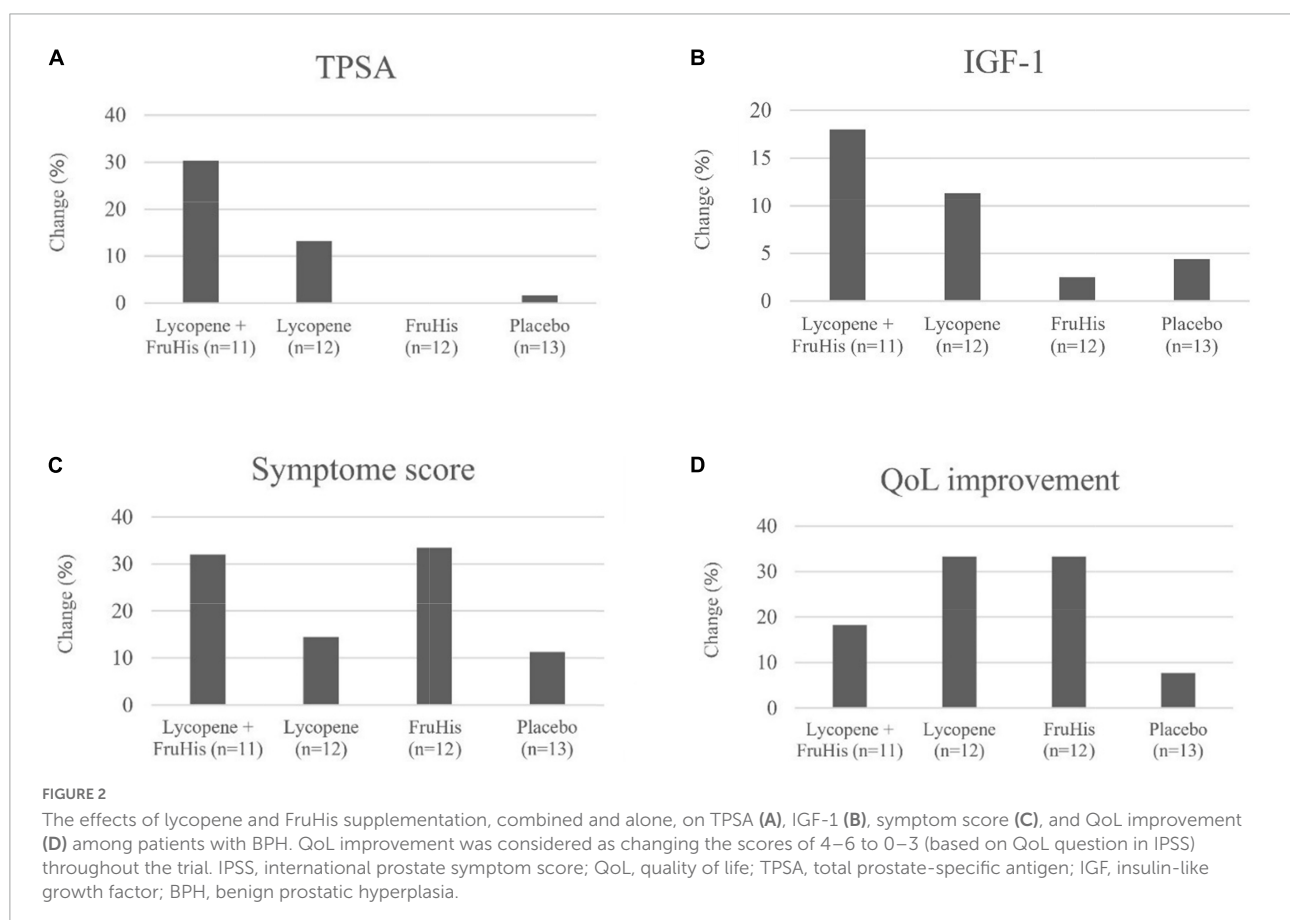 A
TPSA
Change (%)
40
30
20
10
0
Lycopene +
FruHis (n=11)
Lycopene
(n=12)
FruHis
(n=12)
Placebo
(n=13)
B
IGF-1
Change (%)
20
15
10
5
0
Lycopene +
FruHis (n=11)
Lycopene
(n=12)
FruHis
(n=12)
Placebo
(n=13)
C
Symptome score
Change (%)
40
30
20
10
0
Lycopene +
FruHis (n=11)
Lycopene
(n=12)
FruHis
(n=12)
Placebo
(n=13)
D
QoL improvement
Change (%)
40
30
20
10
0
Lycopene +
FruHis (n=11)
Lycopene
(n=12)
FruHis
(n=12)
Placebo
(n=13)
FIGURE 2
The effects of lycopene and FruHis supplementation, combined and alone, on TPSA (A), IGF-1 (B), symptom score (C), and QoL improvement
(D) among patients with BPH. QoL improvement was considered as changing the scores of 4–6 to 0–3 (based on QoL question in IPSS)
throughout the trial. IPSS, international prostate symptom score; QoL, quality of life; TPSA, total prostate-specific antigen; IGF, insulin-like
growth factor; BPH, benign prostatic hyperplasia.